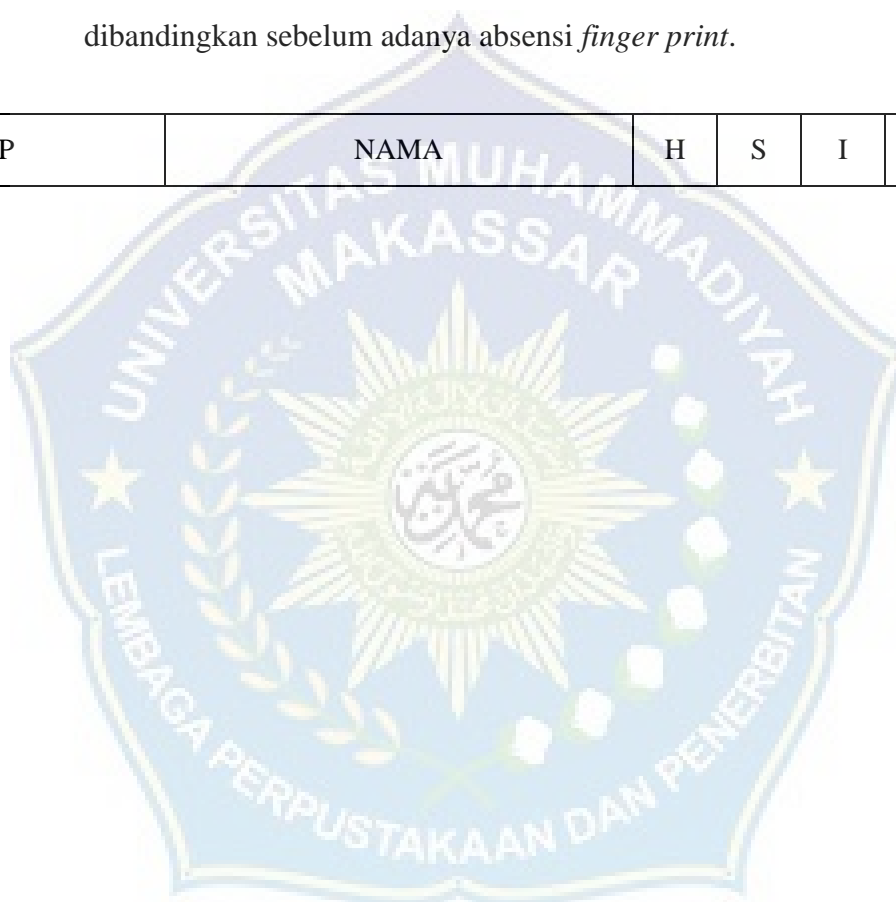 dibandingkan sebelum adanya absensi finger print.
P NAMA H S I
UNIVERSITAS MUHAMMADIYAH
MAKASSAR
LEMBAGA PERPUSTAKAAN DAN PENERBITAN